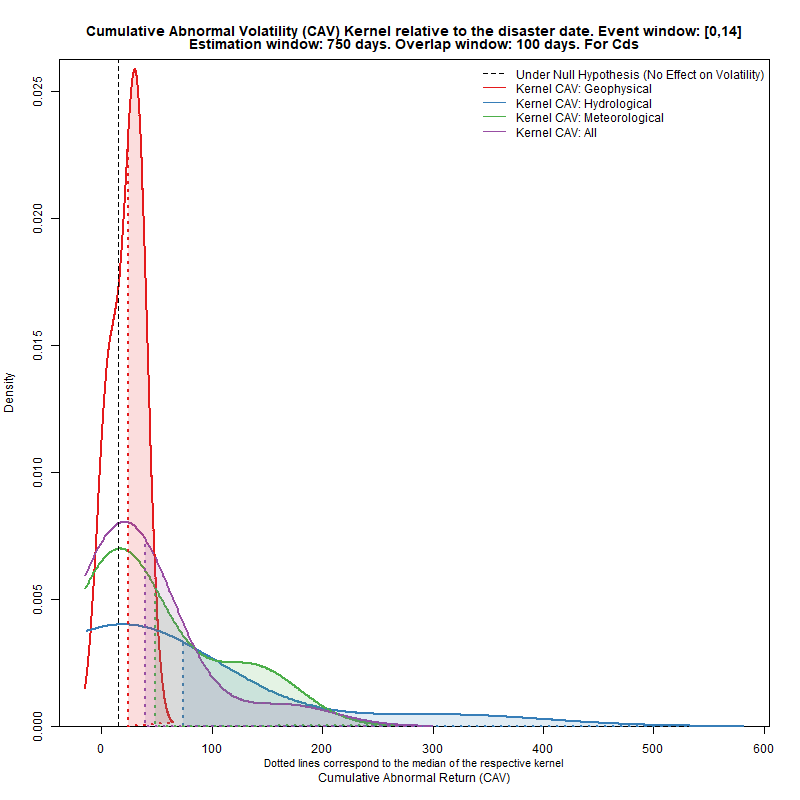 Cumulative Abnormal Volatility (CAV) Kernel relative to the disaster date. Event window: [0,14]
Estimation window: 750 days. Overlap window: 100 days. For Cds
Under Null Hypothesis (No Effect on Volatility)
Kernel CAV: Geophysical
Kernel CAV: Hydrological
Kernel CAV: Meteorological
Kernel CAV: All
Density
0.025
0.020
0.015
0.010
0.005
0.000
0 100 200 300 400 500 600
Dotted lines correspond to the median of the respective kernel
Cumulative Abnormal Return (CAV)